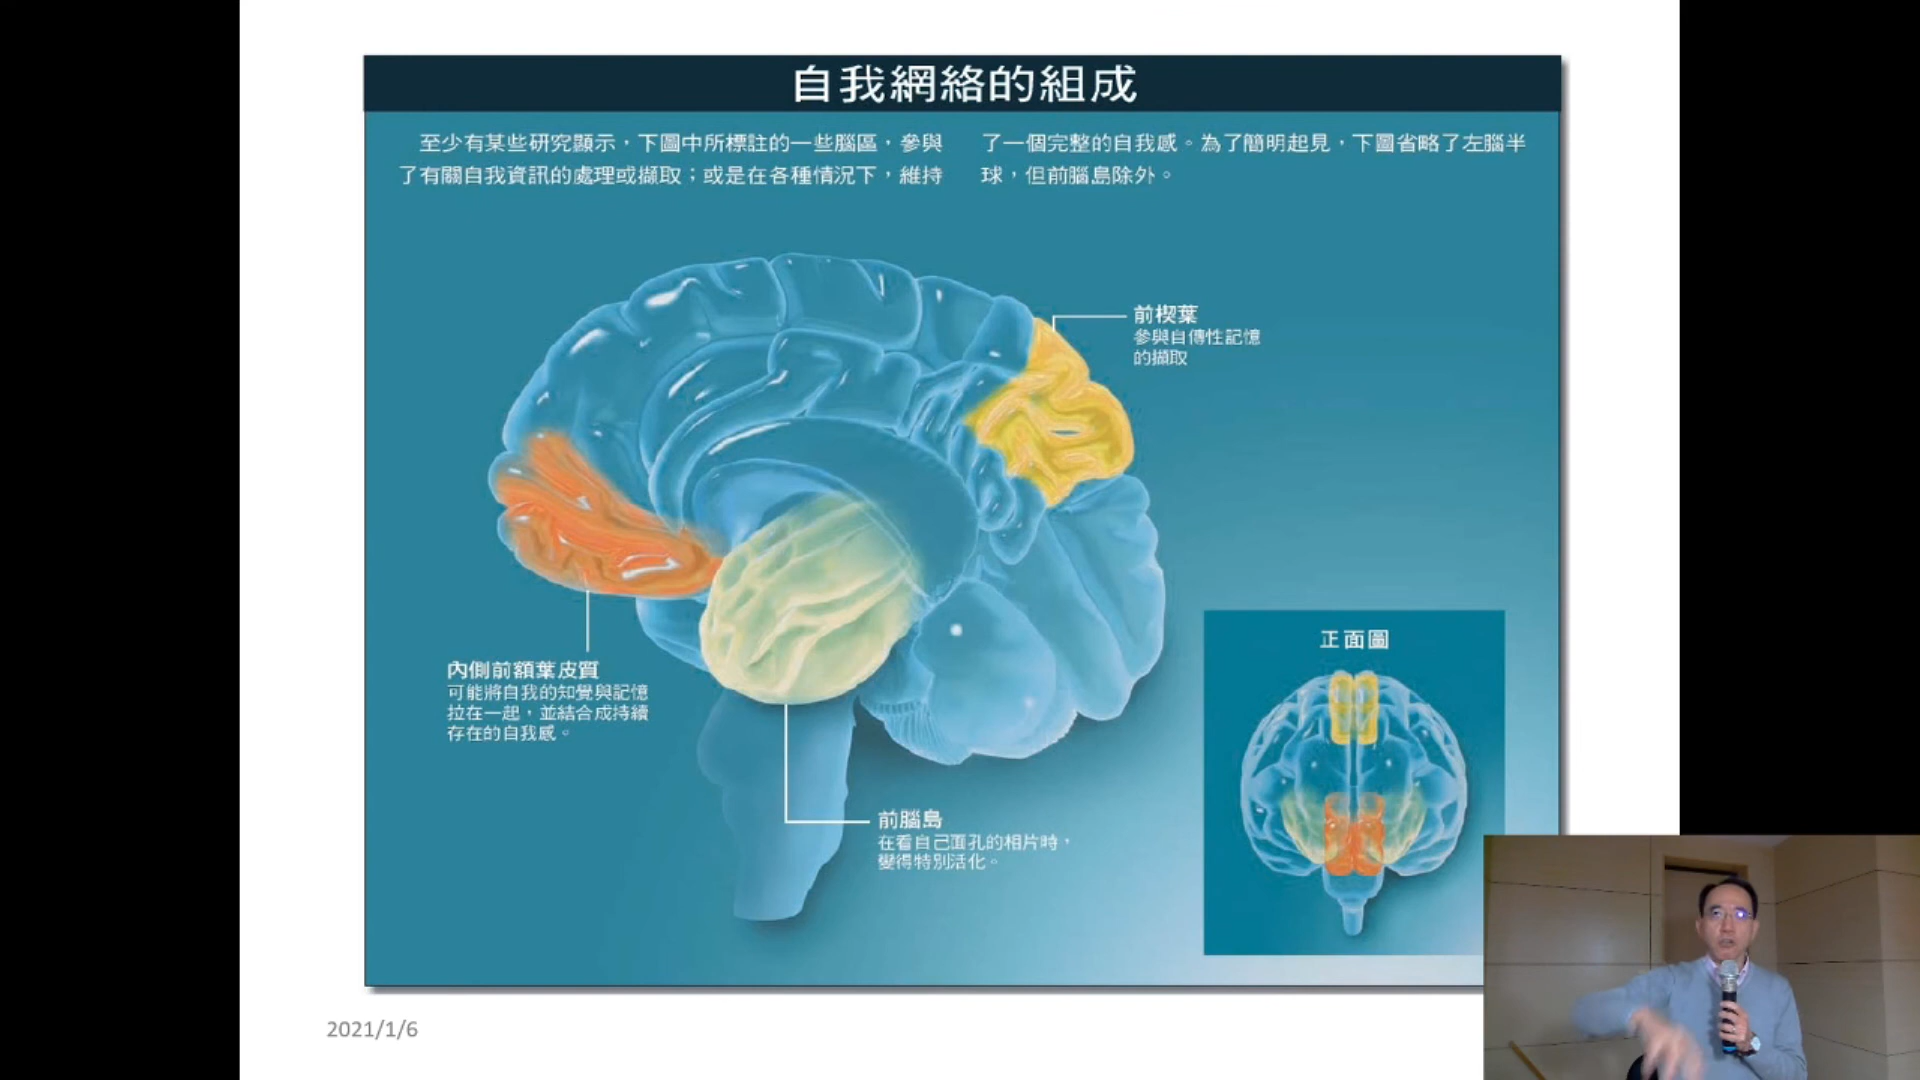 自我網絡的組成
至少有某些研究顯示，下圖中所標註的一些腦區，參與
了有關自我資訊的處理或擷取；或是在各種情況下，維持
了一個完整的自我感。為了簡明起見，下圖省略了左腦半
球，但前腦島除外。
前楔葉
參與自傳性記憶
的擷取
內側前額葉皮質
可能將自我的知覺與記憶
拉在一起，並結合成持續
存在的自我感。
前腦島
在看自己面孔的相片時，
變得特別活化。
正面圖
2021/1/6